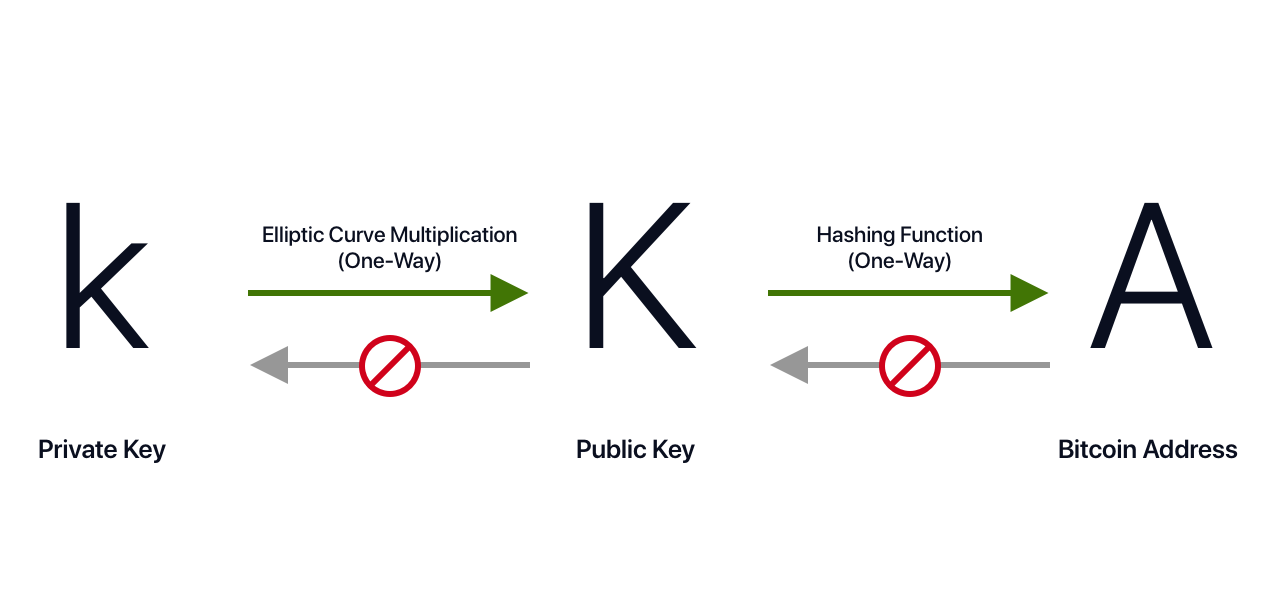 k
Elliptic Curve Multiplication
(One-Way)
K
Hashing Function
(One-Way)
A
Private Key
Public Key
Bitcoin Address